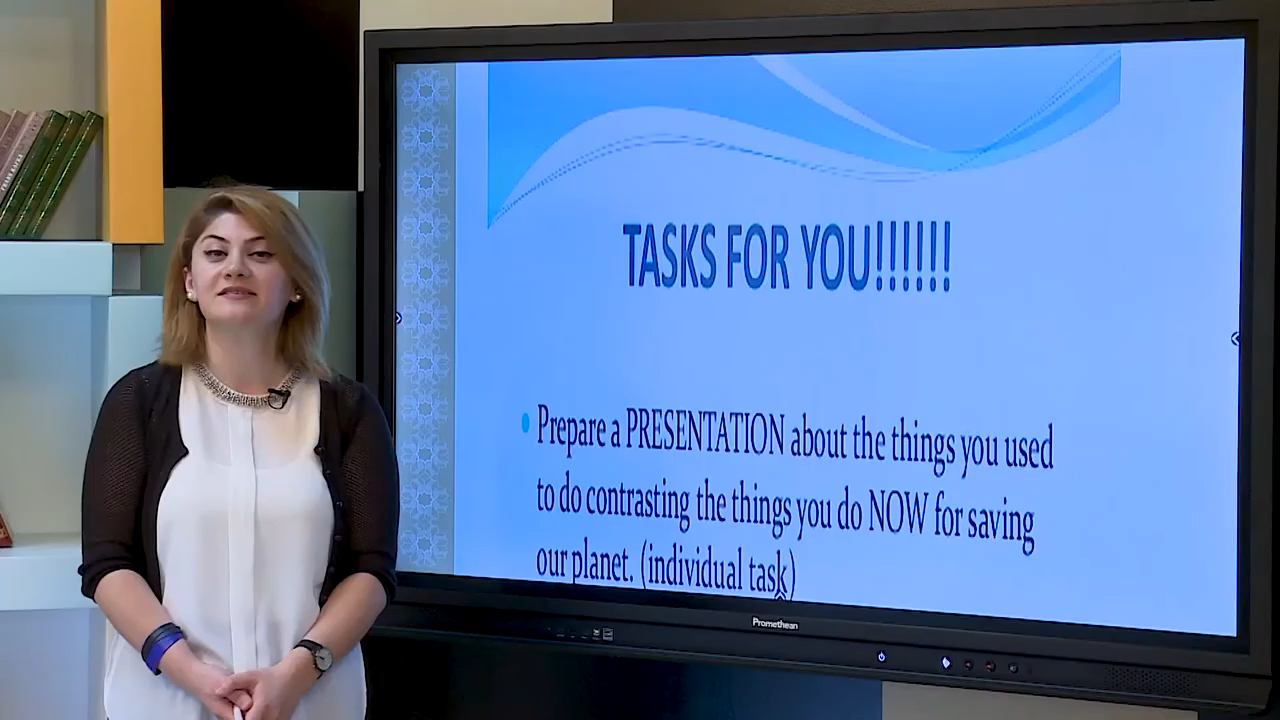 TASKS FOR YOU!!!!!!
Prepare a PRESENTATION about the things you used
to do contrasting the things you do NOW for saving
our planet. (individual task)
Promethean